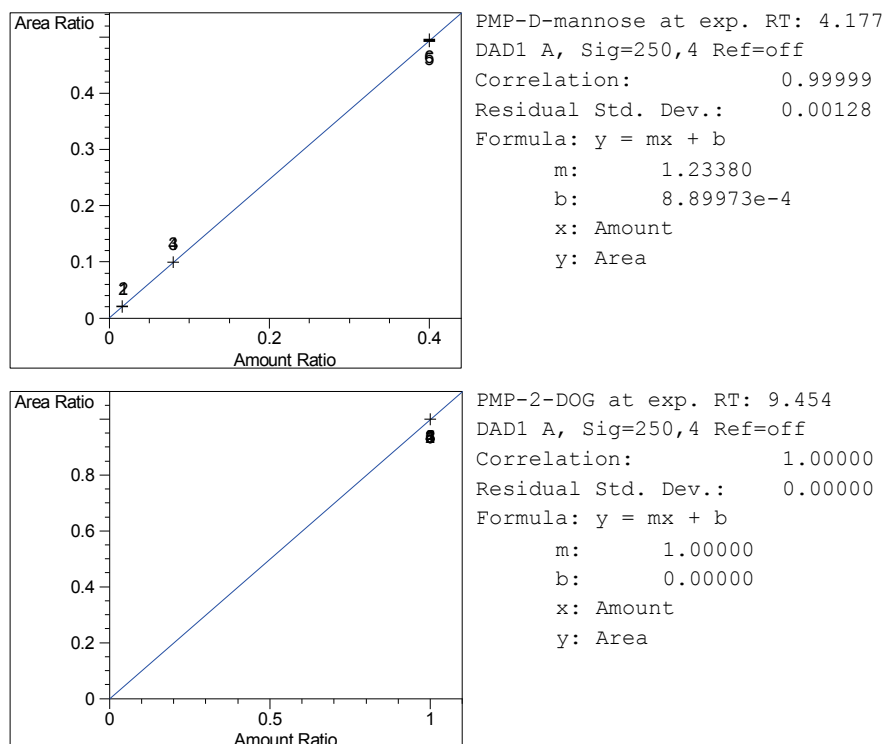 Area Ratio
0.4
0.3
0.2
0.1
0
0
0.2
0.4
Amount Ratio
PMP-D-mannose at exp. RT: 4.177
DAD1 A, Sig=250,4 Ref=off
Correlation: 0.99999
Residual Std. Dev.: 0.00128
Formula: y = mx + b
m: 1.23380
b: 8.89973e-4
x: Amount
y: Area
Area Ratio
0.8
0.6
0.4
0.2
0
0
0.5
1
Amount Ratio
PMP-2-DOG at exp. RT: 9.454
DAD1 A, Sig=250,4 Ref=off
Correlation: 1.00000
Residual Std. Dev.: 0.00000
Formula: y = mx + b
m: 1.00000
b: 0.00000
x: Amount
y: Area